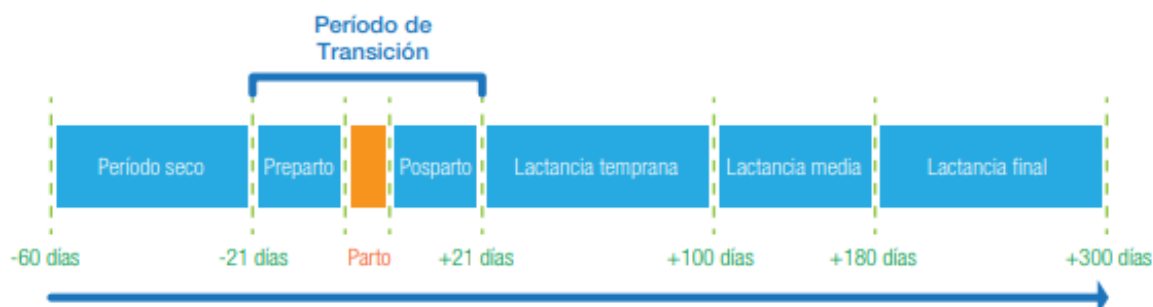 Período de
Transición
Período seco
Preparto
Posparto
Lactancia temprana
Lactancia media
Lactancia final
-60 días
-21 días
Parto
+21 días
+100 días
+180 días
+300 días